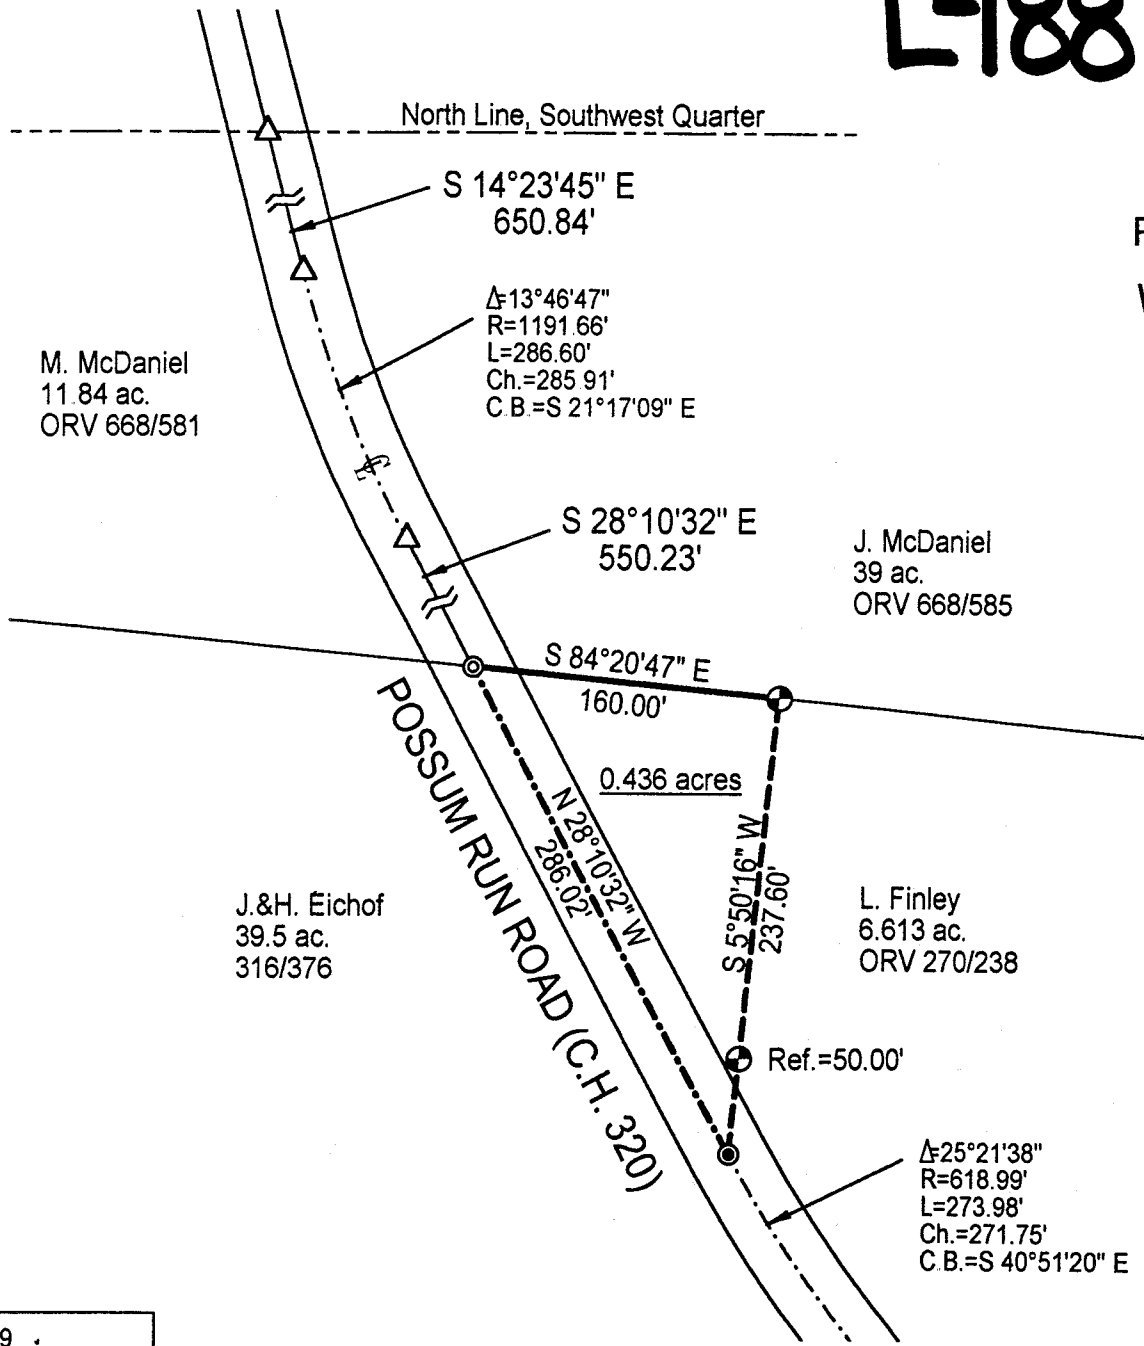 L-188
North Line, Southwest Quarter
S 14°23'45" E
650.84'
Δ=13°46'47"
R=1191.66'
L=286.60'
Ch.=285.91'
C.B.=S 21°17'09" E
M. McDaniel
11.84 ac.
ORV 668/581
S 28°10'32" E
550.23'
J. McDaniel
39 ac.
ORV 668/585
S 84°20'47" E
160.00'
0.436 acres
N 28°10'32" W
286.02'
S 5°50'16" W
237.60'
POSSUM RUN ROAD (C.H. 320)
J.&H. Eichof
39.5 ac.
316/376
L. Finley
6.613 ac.
ORV 270/238
Ref.=50.00'
Δ=25°21'38"
R=618.99'
L=273.98'
Ch.=271.75'
C.B.=S 40°51'20" E